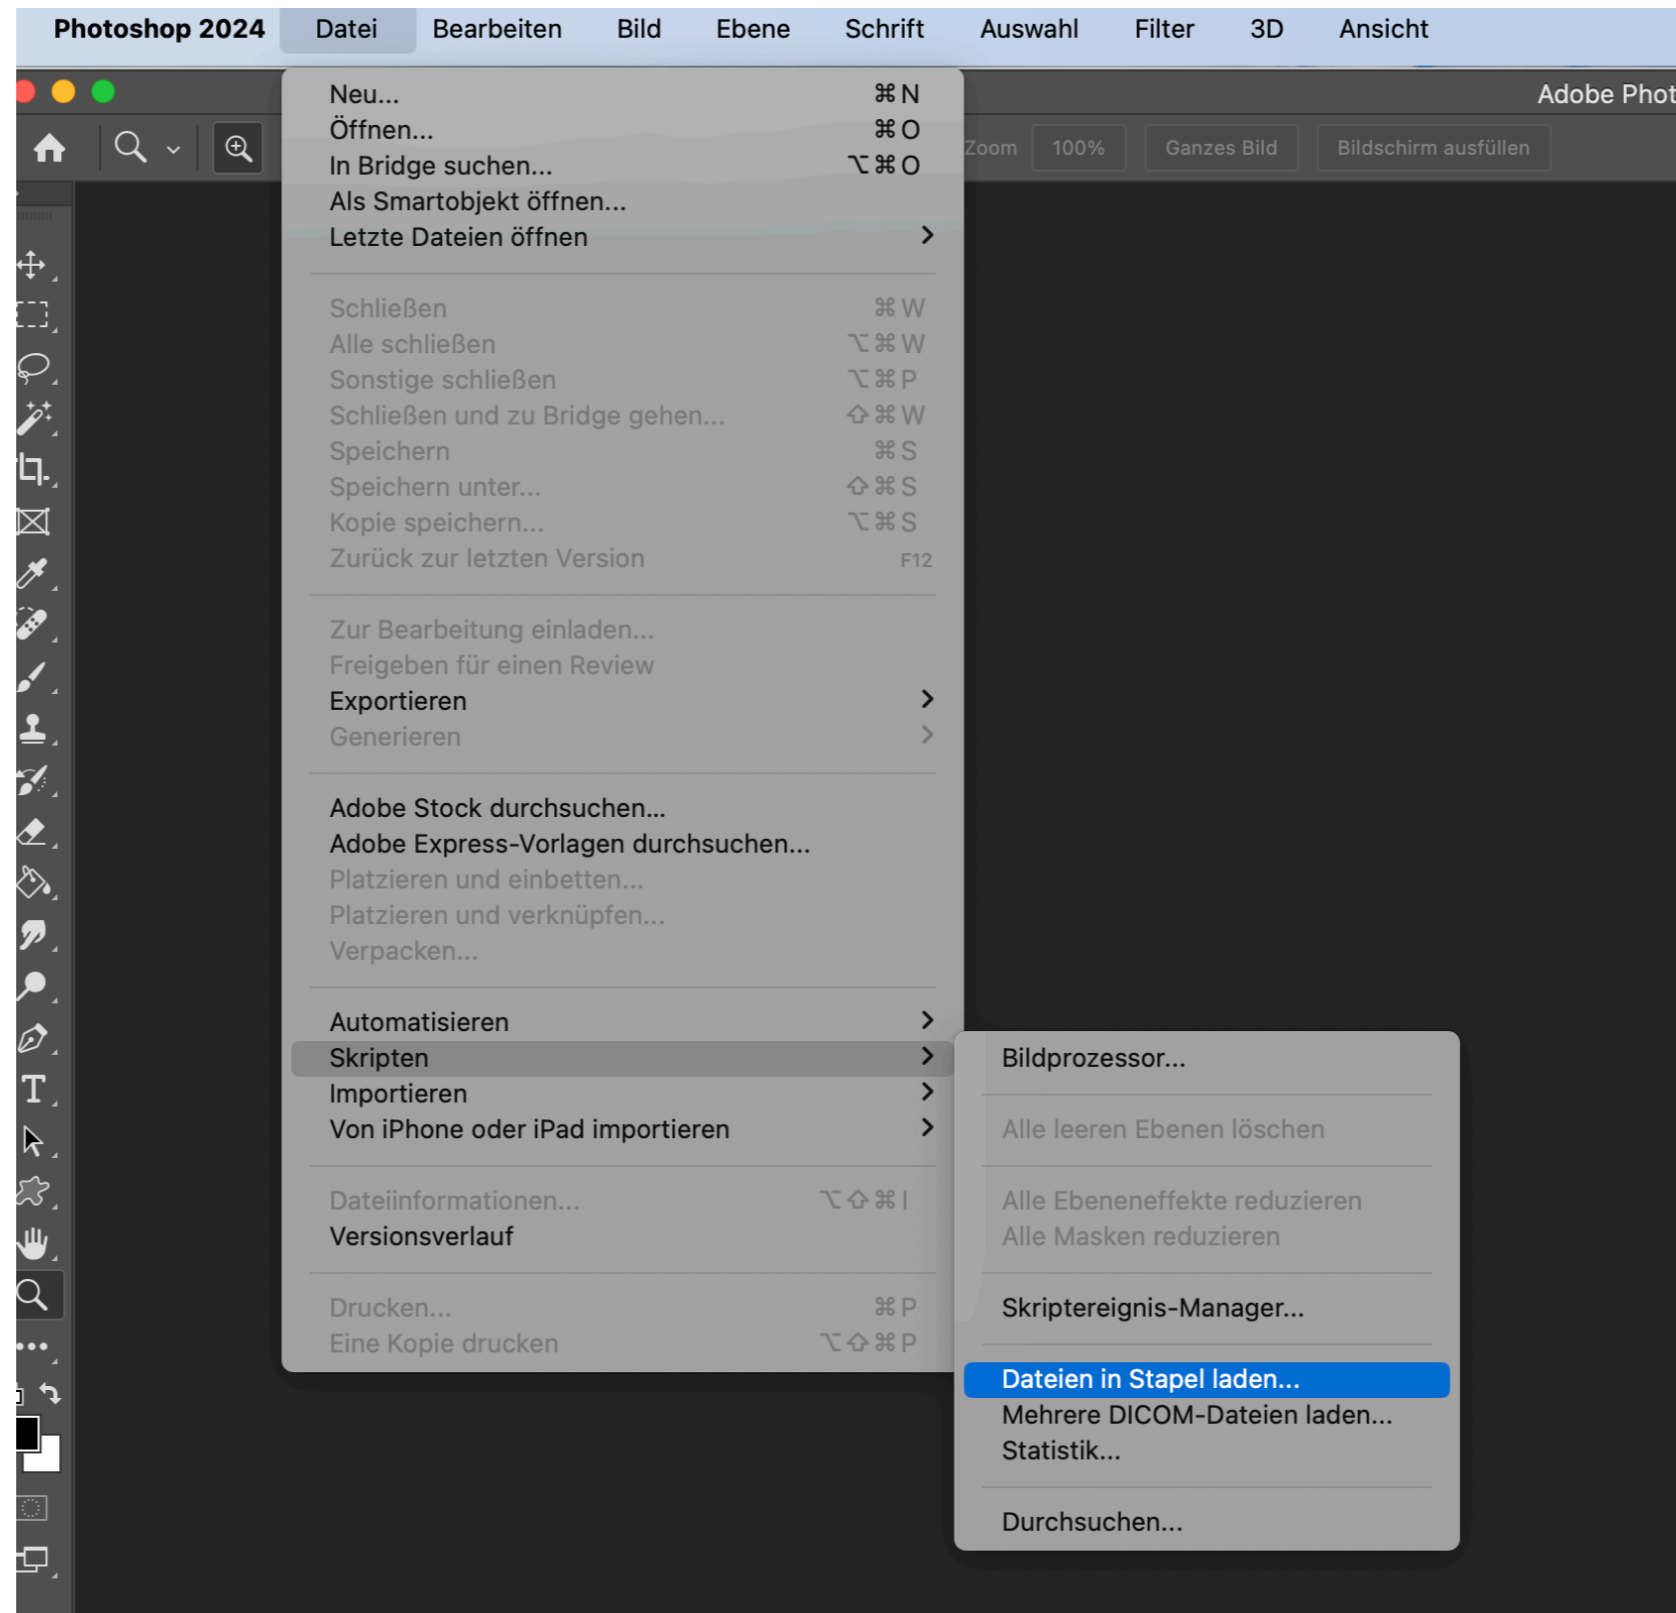 Photoshop 2024 Datei Bearbeiten Bild Ebene Schrift Auswahl Filter 3D Ansicht
Adobe Phot
Zoom 100% Ganzes Bild Bildschirm ausfüllen
Neu... ⌘N
Öffnen... ⌘O
In Bridge suchen... ⌥⌘O
Als Smartobjekt öffnen...
Letzte Dateien öffnen
Schließen ⌘W
Alle schließen ⌥⌘W
Sonstige schließen ⌥⌘P
Schließen und zu Bridge gehen... ⇧⌘W
Speichern ⌘S
Speichern unter... ⇧⌘S
Kopie speichern... ⌥⌘S
Zurück zur letzten Version F12
Zur Bearbeitung einladen...
Freigeben für einen Review
Exportieren
Generieren
Adobe Stock durchsuchen...
Adobe Express-Vorlagen durchsuchen...
Platzieren und einbetten...
Platzieren und verknüpfen...
Verpacken...
Automatisieren
Skripten
Importieren
Von iPhone oder iPad importieren
Dateiinformationen... ⌥⇧⌘I
Versionsverlauf
Drucken... ⌘P
Eine Kopie drucken ⌥⇧⌘P
Bildprozessor...
Alle leeren Ebenen löschen
Alle Ebeneneffekte reduzieren
Alle Masken reduzieren
Skriptereignis-Manager...
Dateien in Stapel laden...
Mehrere DICOM-Dateien laden...
Statistik...
Durchsuchen...